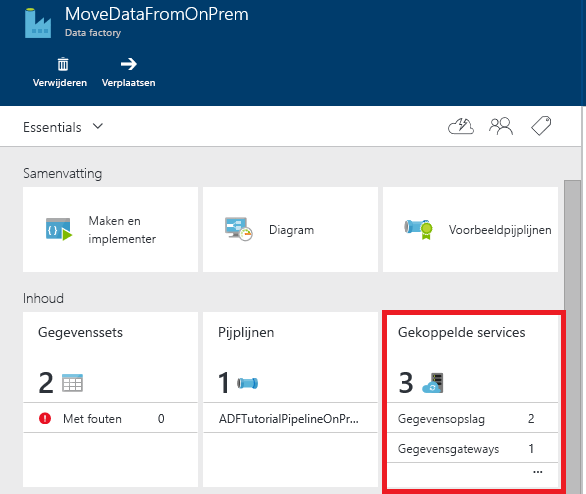 MoveDataFromOnPrem
Data factory
Verwijderen
Verplaatsen
Essentials
Samenvatting
Maken en
implementer
Diagram
Voorbeeldpijplijnen
Inhoud
Gegevenssets
2
Met fouten 0
Pijplijnen
1
ADFTutorialPipelineOnPr...
Gekoppelde services
3
Gegevensopslag 2
Gegevensgateways 1
...